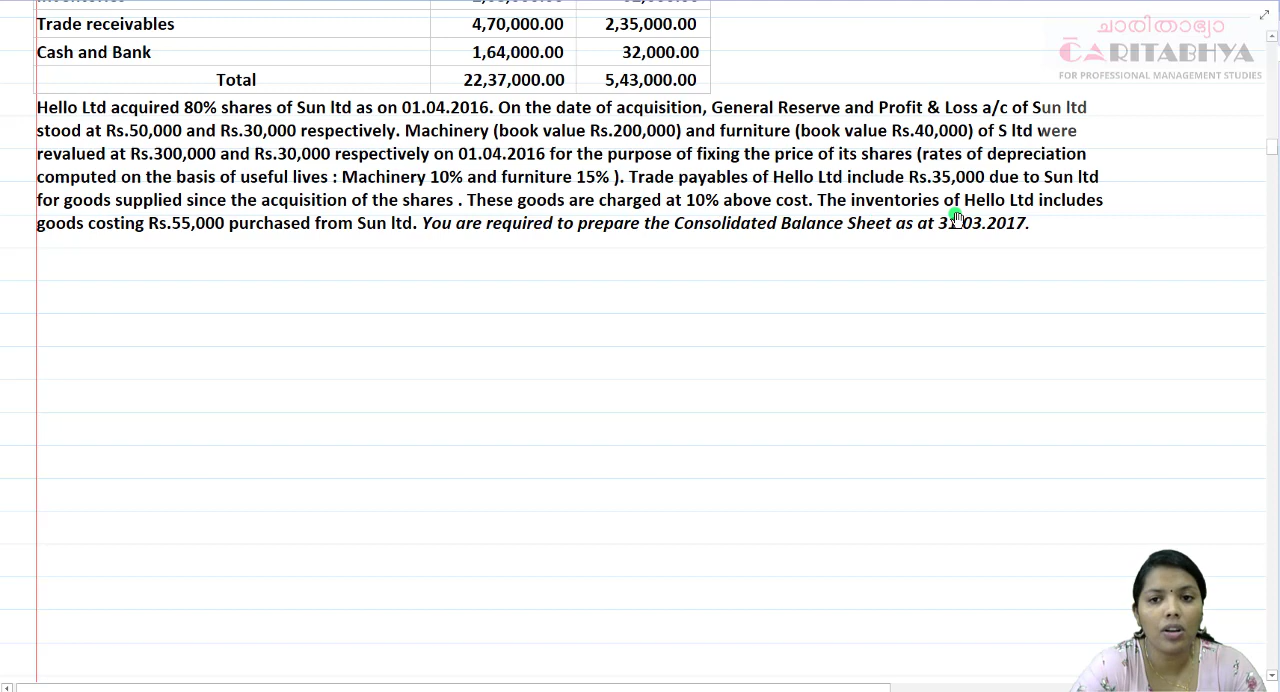 Trade receivables 4,70,000.00 2,35,000.00
ചാരിതാഭ്യാ
CARITABHYA
Cash and Bank 1,64,000.00 32,000.00
FOR PROFESSIONAL MANAGEMENT STUDIES
Total 22,37,000.00 5,43,000.00
Hello Ltd acquired 80% shares of Sun ltd as on 01.04.2016. On the date of acquisition, General Reserve and Profit & Loss a/c of Sun ltd
stood at Rs.50,000 and Rs.30,000 respectively. Machinery (book value Rs.200,000) and furniture (book value Rs.40,000) of S ltd were
revalued at Rs.300,000 and Rs.30,000 respectively on 01.04.2016 for the purpose of fixing the price of its shares (rates of depreciation
computed on the basis of useful lives : Machinery 10% and furniture 15% ). Trade payables of Hello Ltd include Rs.35,000 due to Sun ltd
for goods supplied since the acquisition of the shares . These goods are charged at 10% above cost. The inventories of Hello Ltd includes
goods costing Rs.55,000 purchased from Sun ltd. You are required to prepare the Consolidated Balance Sheet as at 31.03.2017.